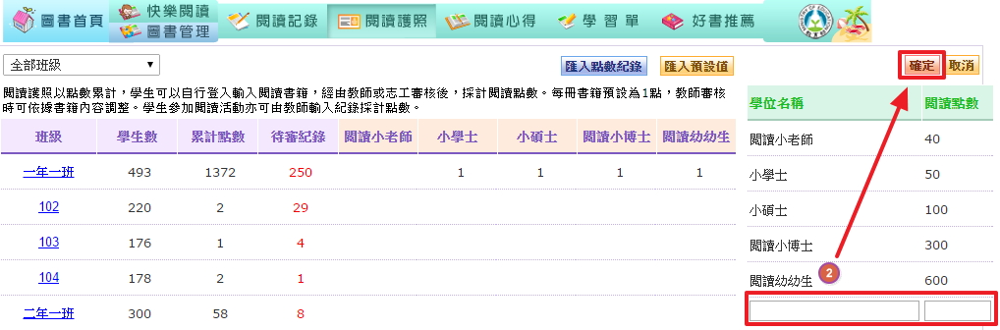 圖書首頁
快樂閱讀
圖書管理
閱讀記錄
閱讀護照
閱讀心得
學習單
好書推薦
全部班級
匯入點數紀錄
匯入預設值
確定
取消
閱讀護照以點數累計，學生可以自行登入輸入閱讀書籍，經由教師或志工審核後，採計閱讀點數。每冊書籍預設為1點，教師審核
時可依據書籍內容調整。學生參加閱讀活動亦可由教師輸入紀錄採計點數。
班級 學生數 累計點數 待審紀錄 閱讀小老師 小學士 小碩士 閱讀小博士 閱讀幼幼生
一年一班 493 1372 250 1 1 1 1
102 220 2 29
103 176 1 4
104 178 2 1
二年一班 300 58 8
學位名稱 閱讀點數
閱讀小老師 40
小學士 50
小碩士 100
閱讀小博士 300
閱讀幼幼生 600
2